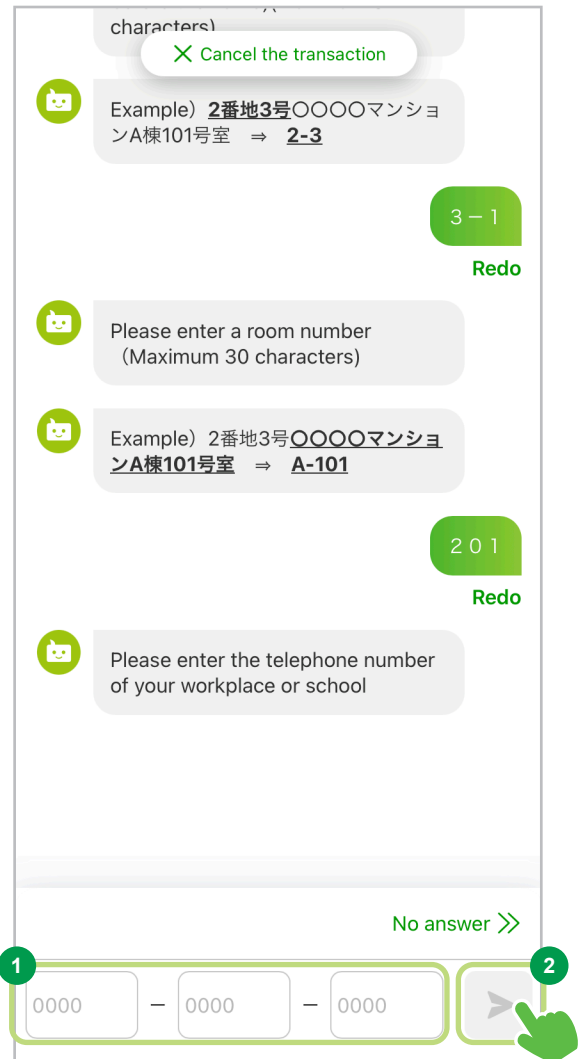 characters)
Cancel the transaction
Example）2番地3号〇〇〇〇マンショ
ンA棟101号室　⇒　2-3
３－１
Redo
Please enter a room number
（Maximum 30 characters)
Example）2番地3号〇〇〇〇マンショ
ンA棟101号室　⇒　A-101
２０１
Redo
Please enter the telephone number
of your workplace or school
No answer
1
2
0000 － 0000 － 0000